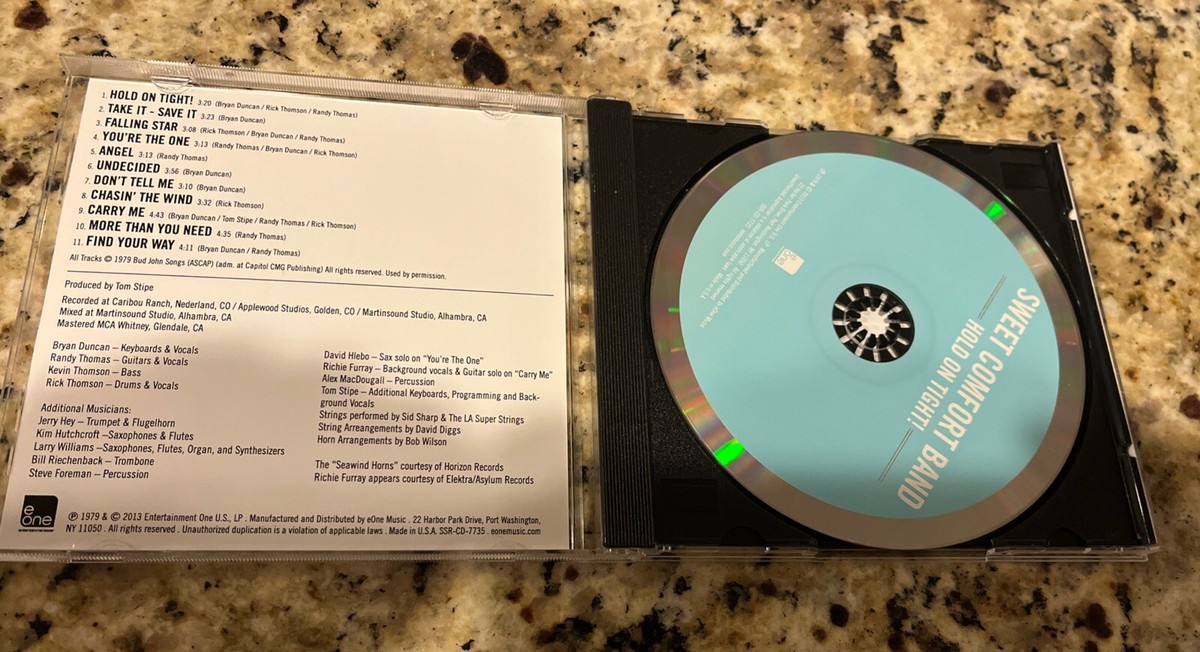 1. HOLD ON TIGHT! 3:20 (Bryan Duncan / Rick Thomson / Randy Thomas)
2. TAKE IT - SAVE IT 3:23 (Bryan Duncan)
3. FALLING STAR 3:08 (Rick Thomson / Bryan Duncan / Randy Thomas)
4. YOU'RE THE ONE 3:13 (Randy Thomas / Bryan Duncan / Rick Thomson)
5. ANGEL 3:13 (Randy Thomas)
6. UNDECIDED 3:56 (Bryan Duncan)
7. DON'T TELL ME 3:10 (Bryan Duncan)
8. CHASIN' THE WIND 3:32 (Rick Thomson)
9. CARRY ME 4:43 (Bryan Duncan / Tom Stipe / Randy Thomas / Rick Thomson)
10. MORE THAN YOU NEED 4:35 (Randy Thomas)
11. FIND YOUR WAY 4:11 (Bryan Duncan / Randy Thomas)
All Tracks © 1979 Bud John Songs (ASCAP) (adm. at Capitol CMG Publishing) All rights reserved. Used by permission.
Produced by Tom Stipe
Recorded at Caribou Ranch, Nederland, CO / Applewood Studios, Golden, CO / Martinsound Studio, Alhambra, CA
Mixed at Martinsound Studio, Alhambra, CA
Mastered MCA Whitney, Glendale, CA
Bryan Duncan – Keyboards & Vocals
Randy Thomas – Guitars & Vocals
Kevin Thomson – Bass
Rick Thomson – Drums & Vocals
Additional Musicians:
Jerry Hey – Trumpet & Flugelhorn
Kim Hutchcroft –Saxophones & Flutes
Larry Williams –Saxophones, Flutes, Organ, and Synthesizers
Bill Riechenback – Trombone
Steve Foreman – Percussion
David Hlebo – Sax solo on "You're The One"
Richie Furray – Background vocals & Guitar solo on "Carry Me"
Alex MacDougall – Percussion
Tom Stipe – Additional Keyboards, Programming and Back-
ground Vocals
Strings performed by Sid Sharp & The LA Super Strings
String Arreangements by David Diggs
Horn Arrangements by Bob Wilson
The "Seawind Horns" courtesy of Horizon Records
Richie Furray appears courtesy of Elektra/Asylum Records
e
one
℗ 1979 & © 2013 Entertainment One U.S., LP . Manufactured and Distributed by eOne Music . 22 Harbor Park Drive, Port Washington,
NY 11050 . All rights reserved . Unauthorized duplication is a violation of applicable laws . Made in U.S.A. SSR-CD-7735 . eonemusic.com
SWEET COMFORT BAND
HOLD ON TIGHT!
e
one